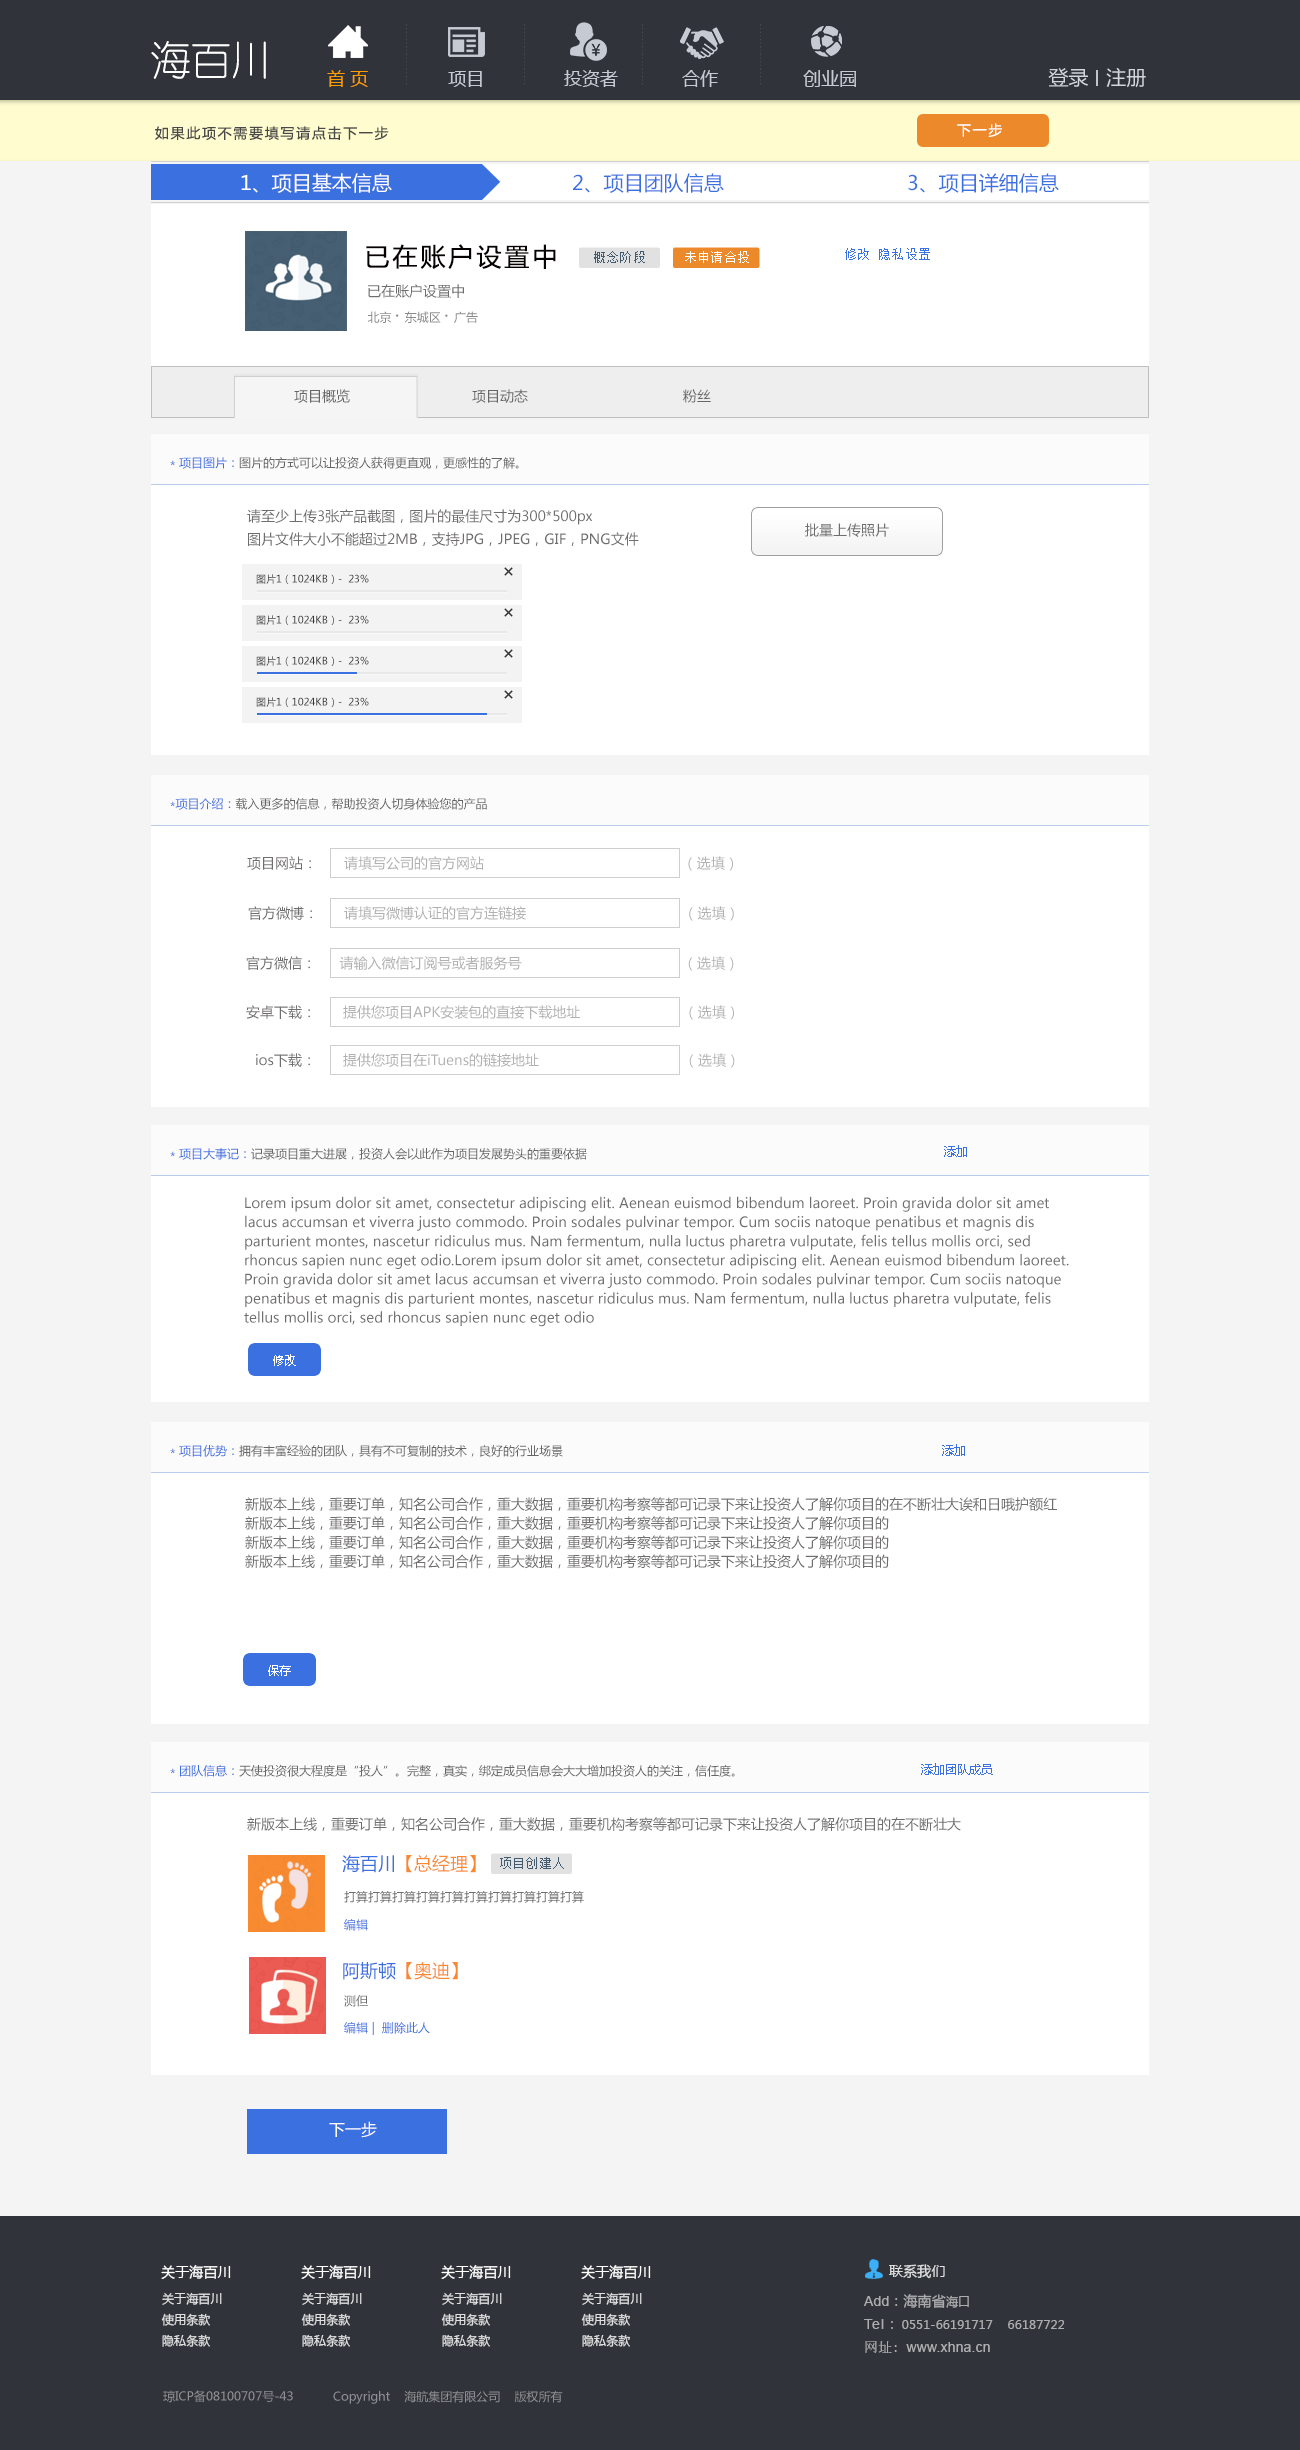 海百川
首 页
项目
投资者
合作
创业园
登录 | 注册
如果此项不需要填写请点击下一步
下一步
1、项目基本信息
2、项目团队信息
3、项目详细信息
已在账户设置中
概念阶段
未申请合投
修改 隐私设置
已在账户设置中
北京·东城区·广告
项目概览
项目动态
粉丝
* 项目图片：图片的方式可以让投资人获得更直观，更感性的了解。
请至少上传3张产品截图，图片的最佳尺寸为300*500px
图片文件大小不能超过2MB，支持JPG，JPEG，GIF，PNG文件
批量上传照片
图片1（1024KB）- 23%
图片1（1024KB）- 23%
图片1（1024KB）- 23%
图片1（1024KB）- 23%
*项目介绍：载入更多的信息，帮助投资人切身体验您的产品
项目网站： 请填写公司的官方网站 （选填）
官方微博： 请填写微博认证的官方连链接 （选填）
官方微信： 请输入微信订阅号或者服务号 （选填）
安卓下载： 提供您项目APK安装包的直接下载地址 （选填）
ios下载： 提供您项目在iTuens的链接地址 （选填）
* 项目大事记：记录项目重大进展，投资人会以此作为项目发展势头的重要依据
添加
Lorem ipsum dolor sit amet, consectetur adipiscing elit. Aenean euismod bibendum laoreet. Proin gravida dolor sit amet
lacus accumsan et viverra justo commodo. Proin sodales pulvinar tempor. Cum sociis natoque penatibus et magnis dis
parturient montes, nascetur ridiculus mus. Nam fermentum, nulla luctus pharetra vulputate, felis tellus mollis orci, sed
rhoncus sapien nunc eget odio.Lorem ipsum dolor sit amet, consectetur adipiscing elit. Aenean euismod bibendum laoreet.
Proin gravida dolor sit amet lacus accumsan et viverra justo commodo. Proin sodales pulvinar tempor. Cum sociis natoque
penatibus et magnis dis parturient montes, nascetur ridiculus mus. Nam fermentum, nulla luctus pharetra vulputate, felis
tellus mollis orci, sed rhoncus sapien nunc eget odio
修改
* 项目优势：拥有丰富经验的团队，具有不可复制的技术，良好的行业场景
添加
新版本上线，重要订单，知名公司合作，重大数据，重要机构考察等都可记录下来让投资人了解你项目的在不断壮大诶和日哦护额红
新版本上线，重要订单，知名公司合作，重大数据，重要机构考察等都可记录下来让投资人了解你项目的
新版本上线，重要订单，知名公司合作，重大数据，重要机构考察等都可记录下来让投资人了解你项目的
新版本上线，重要订单，知名公司合作，重大数据，重要机构考察等都可记录下来让投资人了解你项目的
保存
* 团队信息：天使投资很大程度是“投人”。完整，真实，绑定成员信息会大大增加投资人的关注，信任度。
添加团队成员
新版本上线，重要订单，知名公司合作，重大数据，重要机构考察等都可记录下来让投资人了解你项目的在不断壮大
海百川【总经理】 项目创建人
打算打算打算打算打算打算打算打算打算打算
编辑
阿斯顿【奥迪】
测但
编辑 | 删除此人
下一步
关于海百川 关于海百川 关于海百川 关于海百川
关于海百川 关于海百川 关于海百川 关于海百川
使用条款 使用条款 使用条款 使用条款
隐私条款 隐私条款 隐私条款 隐私条款
联系我们
Add：海南省海口
Tel： 0551-66191717 66187722
网址： www.xhna.cn
琼ICP备08100707号-43 Copyright 海航集团有限公司 版权所有